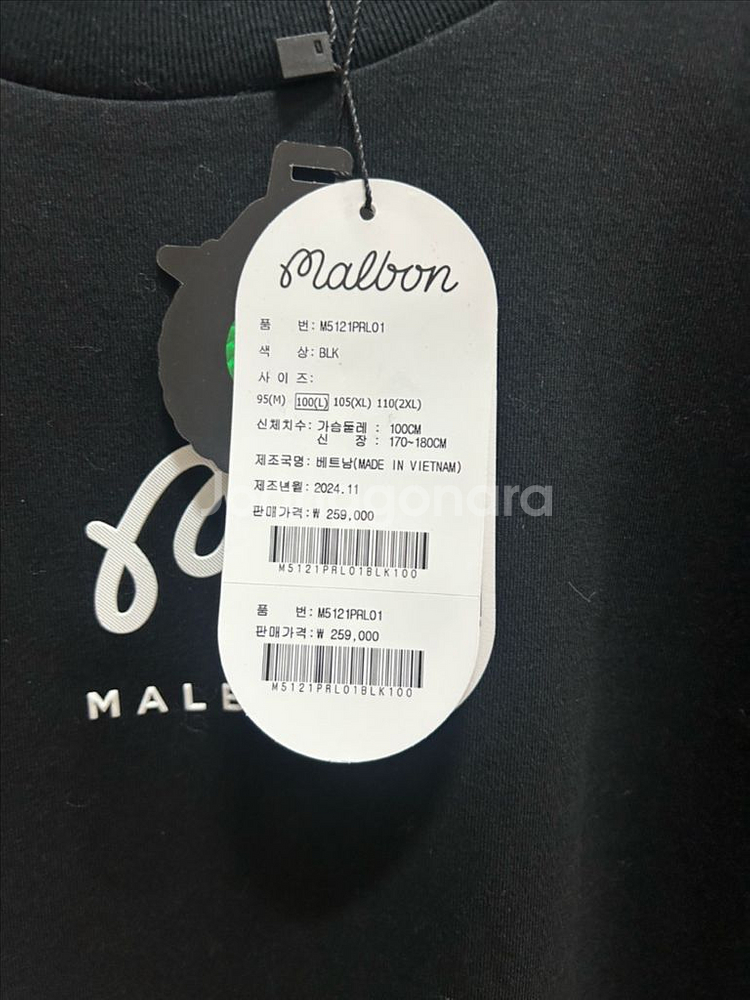 Malbon
품 번: M5121PRL01
색 상: BLK
사 이 즈:
95(M) 100(L) 105(XL) 110(2XL)
신체치수: 가슴둘레 : 100CM
신 장 : 170~180CM
제조국명: 베트남(MADE IN VIETNAM)
제조년월: 2024.11
판매가격: ₩ 259,000
M5121PRL01BLK100
품 번: M5121PRL01
판매가격: ₩ 259,000
M5121PRL01BLK100
MALB
Joonggonara